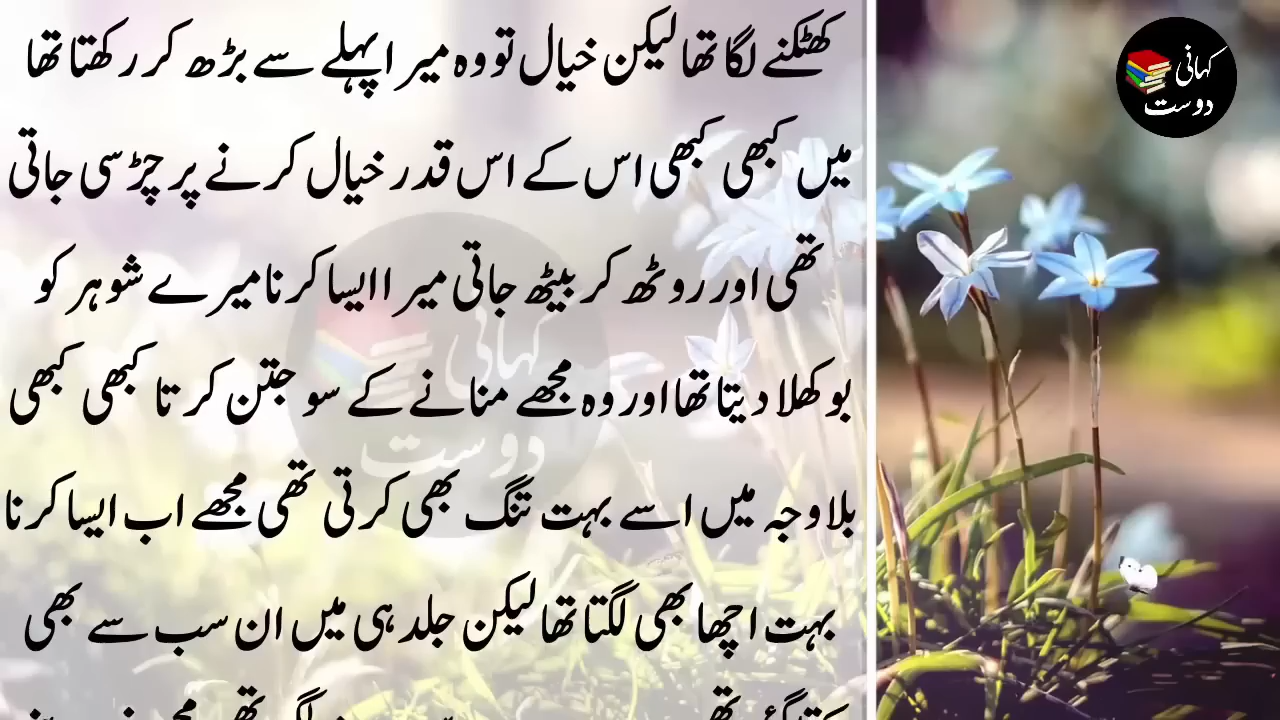 کھٹکنے لگا تھا لیکن خیال تو وہ میرا پہلے سے بڑھ کر رکھتا تھا
میں کبھی کبھی اس کے اس قدر خیال کرنے پر چڑ سی جاتی
تھی اور روٹھ کر بیٹھ جاتی میرا ایسا کرنا میرے شوہر کو
بوکھلا دیتا تھا اور وہ مجھے منانے کے سو جتن کرتا کبھی کبھی
بلاوجہ میں اسے بہت تنگ بھی کرتی تھی مجھے اب ایسا کرنا
بہت اچھا بھی لگتا تھا لیکن جلد ہی میں ان سب سے بھی
کہانی
دوست
کہانی
دوست